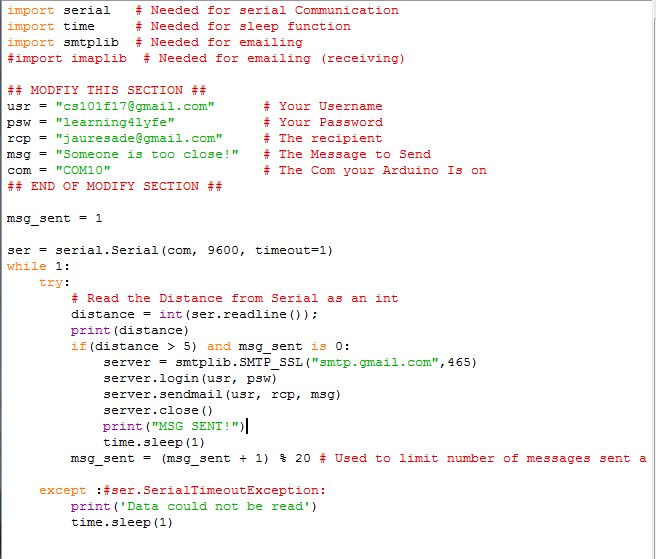 import serial   # Needed for serial Communication
import time     # Needed for sleep function
import smtplib  # Needed for emailing
#import imaplib  # Needed for emailing (receiving)
## MODFIY THIS SECTION ##
usr = "cs101f17@gmail.com"      # Your Username
psw = "learning4lyfe"           # Your Password
rcp = "jauresade@gmail.com"     # The recipient
msg = "Someone is too close!"   # The Message to Send
com = "COM10"                   # The Com your Arduino Is on
## END OF MODIFY SECTION ##
msg_sent = 1
ser = serial.Serial(com, 9600, timeout=1)
while 1:
    try:
        # Read the Distance from Serial as an int
        distance = int(ser.readline());
        print(distance)
        if(distance > 5) and msg_sent is 0:
            server = smtplib.SMTP_SSL("smtp.gmail.com",465)
            server.login(usr, psw)
            server.sendmail(usr, rcp, msg)
            server.close()
            print("MSG SENT!")
            time.sleep(1)
        msg_sent = (msg_sent + 1) % 20 # Used to limit number of messages sent a
    except :#ser.SerialTimeoutException:
        print('Data could not be read')
        time.sleep(1)